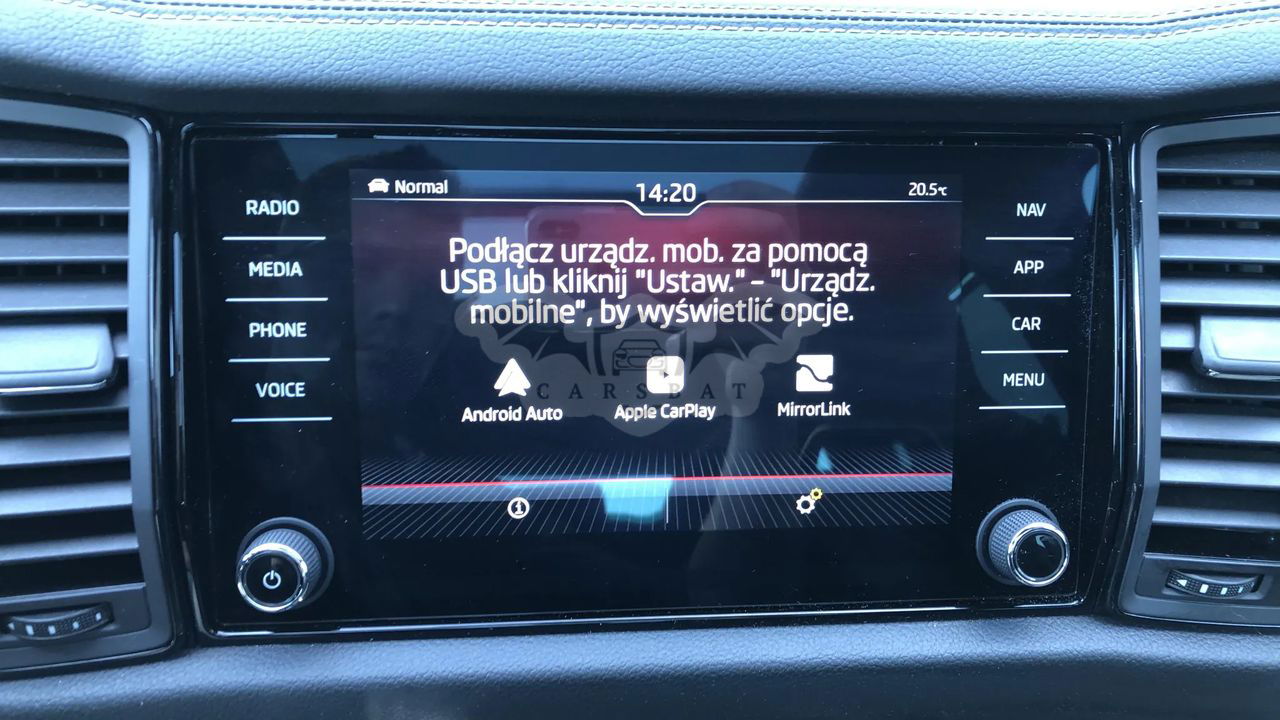 Normal
14:20
20.5°C
RADIO
MEDIA
PHONE
VOICE
NAV
APP
CAR
MENU
Podłącz urządz. mob. za pomocą
USB lub kliknij "Ustaw." - "Urządz.
mobilne", by wyświetlić opcje.
CARSBAT
Android Auto
Apple CarPlay
MirrorLink